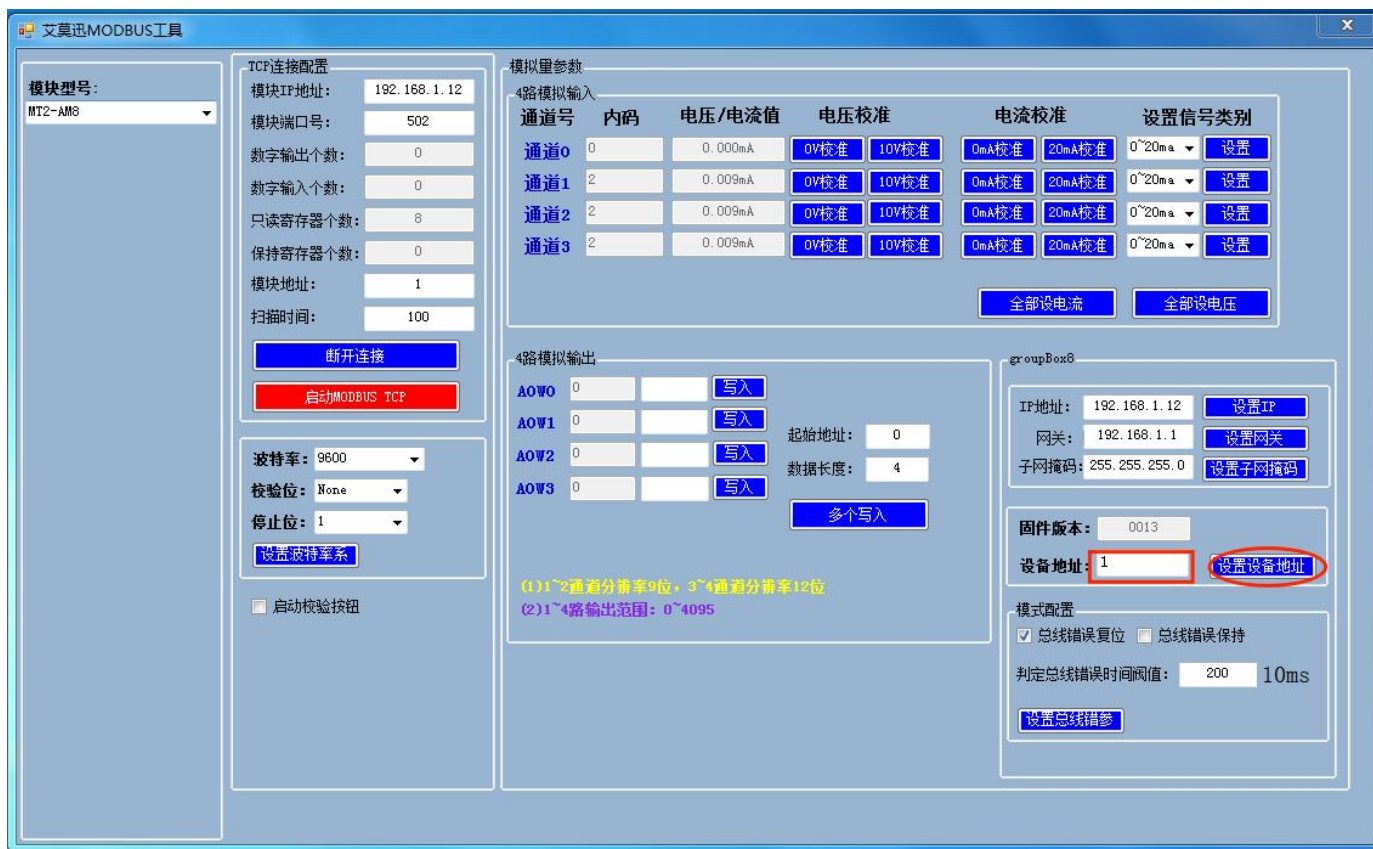 艾莫迅MODBUS工具
X
模块型号:
MT2-AM8
TCP连接配置
模块IP地址: 192.168.1.12
模块端口号: 502
数字输出个数: 0
数字输入个数: 0
只读寄存器个数: 8
保持寄存器个数: 0
模块地址: 1
扫描时间: 100
断开连接
启动MODBUS TCP
波特率: 9600
校验位: None
停止位: 1
设置波特率系
启动校验按钮
模拟里参数
4路模拟输入
通道号 内码 电压/电流值 电压校准 电流校准 设置信号类别
通道0 0 0.000mA 0V校准 10V校准 0mA校准 20mA校准 0~20ma 设置
通道1 2 0.009mA 0V校准 10V校准 0mA校准 20mA校准 0~20ma 设置
通道2 2 0.009mA 0V校准 10V校准 0mA校准 20mA校准 0~20ma 设置
通道3 2 0.009mA 0V校准 10V校准 0mA校准 20mA校准 0~20ma 设置
全部设电流 全部设电压
4路模拟输出
AOW0 0 写入
AOW1 0 写入
AOW2 0 写入
AOW3 0 写入
起始地址: 0
数据长度: 4
多个写入
(1)1~2通道分辨率9位，3~4通道分辨率12位
(2)1~4路输出范围: 0~4095
groupBox8
IP地址: 192.168.1.12 设置IP
网关: 192.168.1.1 设置网关
子网掩码: 255.255.255.0 设置子网掩码
固件版本: 0013
设备地址: 1 设置设备地址
模式配置
总线错误复位 总线错误保持
判定总线错误时间阀值: 200 10ms
设置总线错参